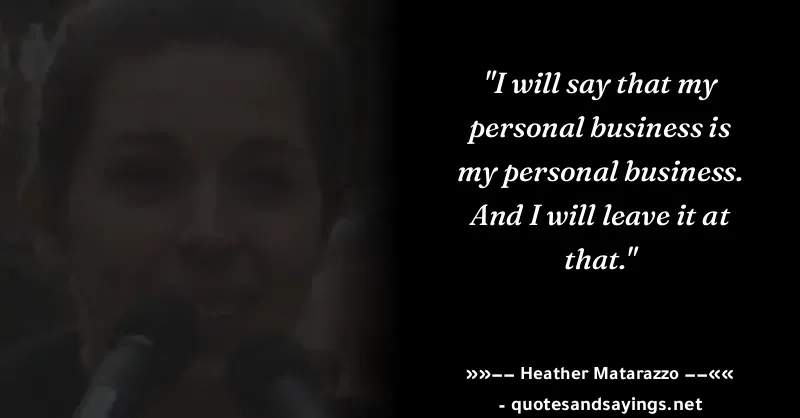 "I will say that my
personal business is
my personal business.
And I will leave it at
that."
»»−− Heather Matarazzo −−««
- quotesandsayings.net